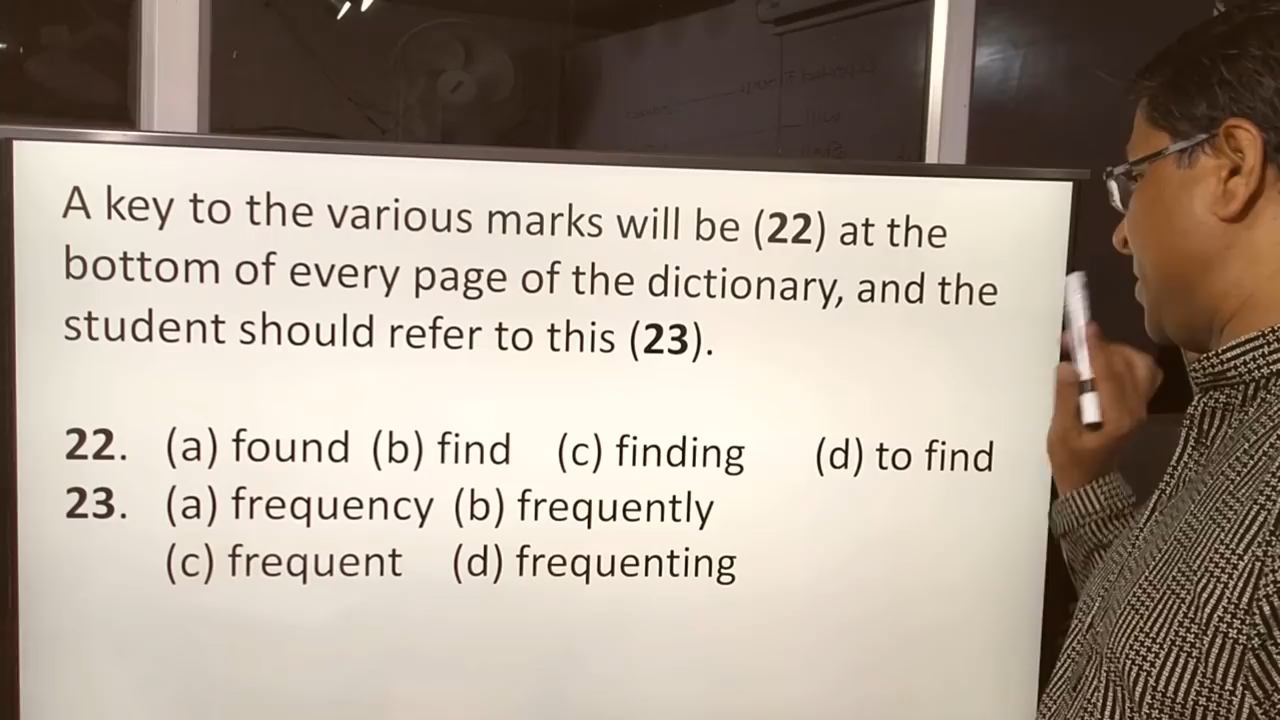 A key to the various marks will be (22) at the
bottom of every page of the dictionary, and the
student should refer to this (23).
22. (a) found (b) find (c) finding (d) to find
23. (a) frequency (b) frequently
(c) frequent (d) frequenting